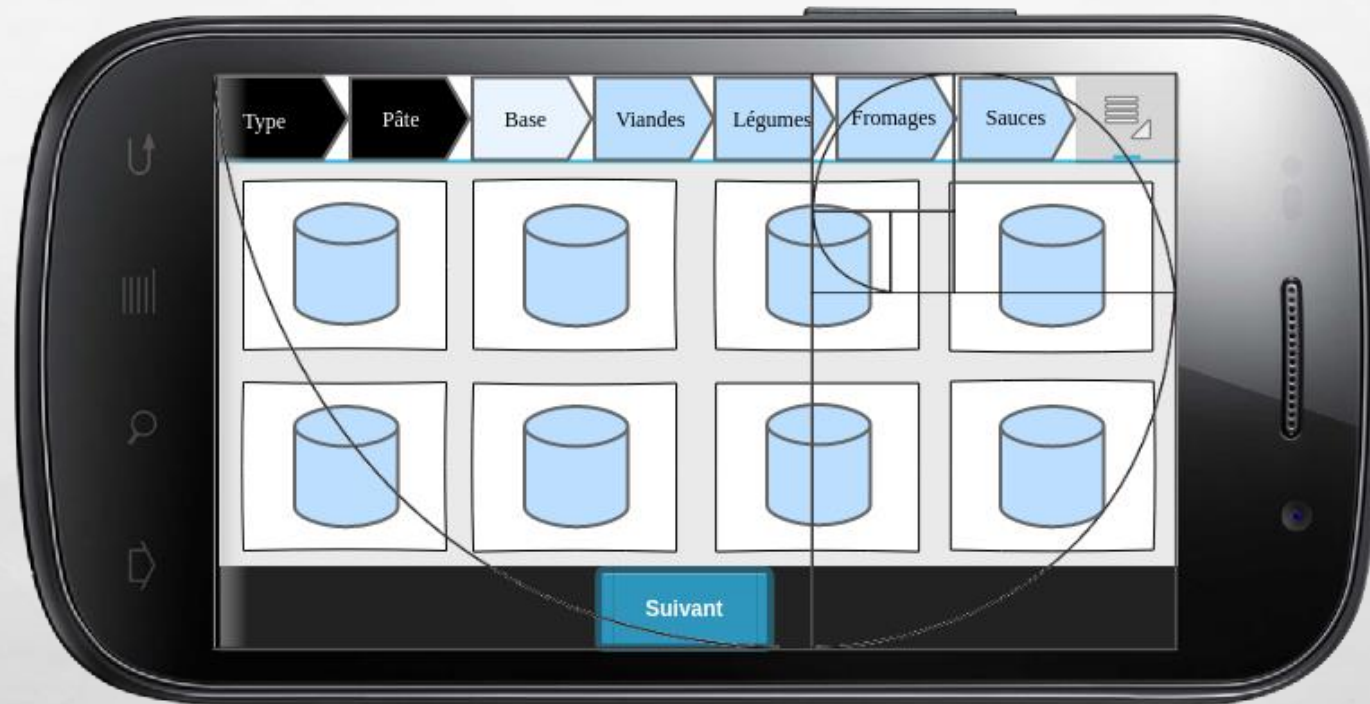 Type
Pâte
Base
Viandes
Légumes
Fromages
Sauces
Suivant